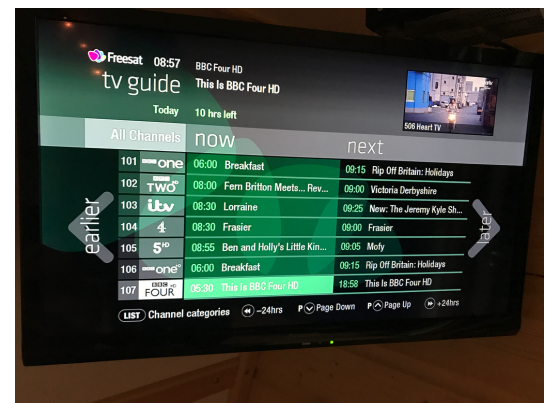 Freesat 08:57 BBC Four HD
tv guide This Is BBC Four HD
Today 10 hrs left
506 Heart TV
All Channels now next
101 BBC one 06:00 Breakfast 09:15 Rip Off Britain: Holidays
102 BBC TWO HD 08:00 Fern Britton Meets... Rev... 09:00 Victoria Derbyshire
103 itv 08:30 Lorraine 09:25 New: The Jeremy Kyle Sh...
104 4 08:30 Frasier 09:00 Frasier
105 5 HD 08:55 Ben and Holly's Little Kin... 09:05 Mofy
106 BBC one HD 06:00 Breakfast 09:15 Rip Off Britain: Holidays
107 BBC HD FOUR 05:30 This Is BBC Four HD 18:58 This Is BBC Four HD
earlier
later
LIST Channel categories −24hrs P Page Down P Page Up +24hrs